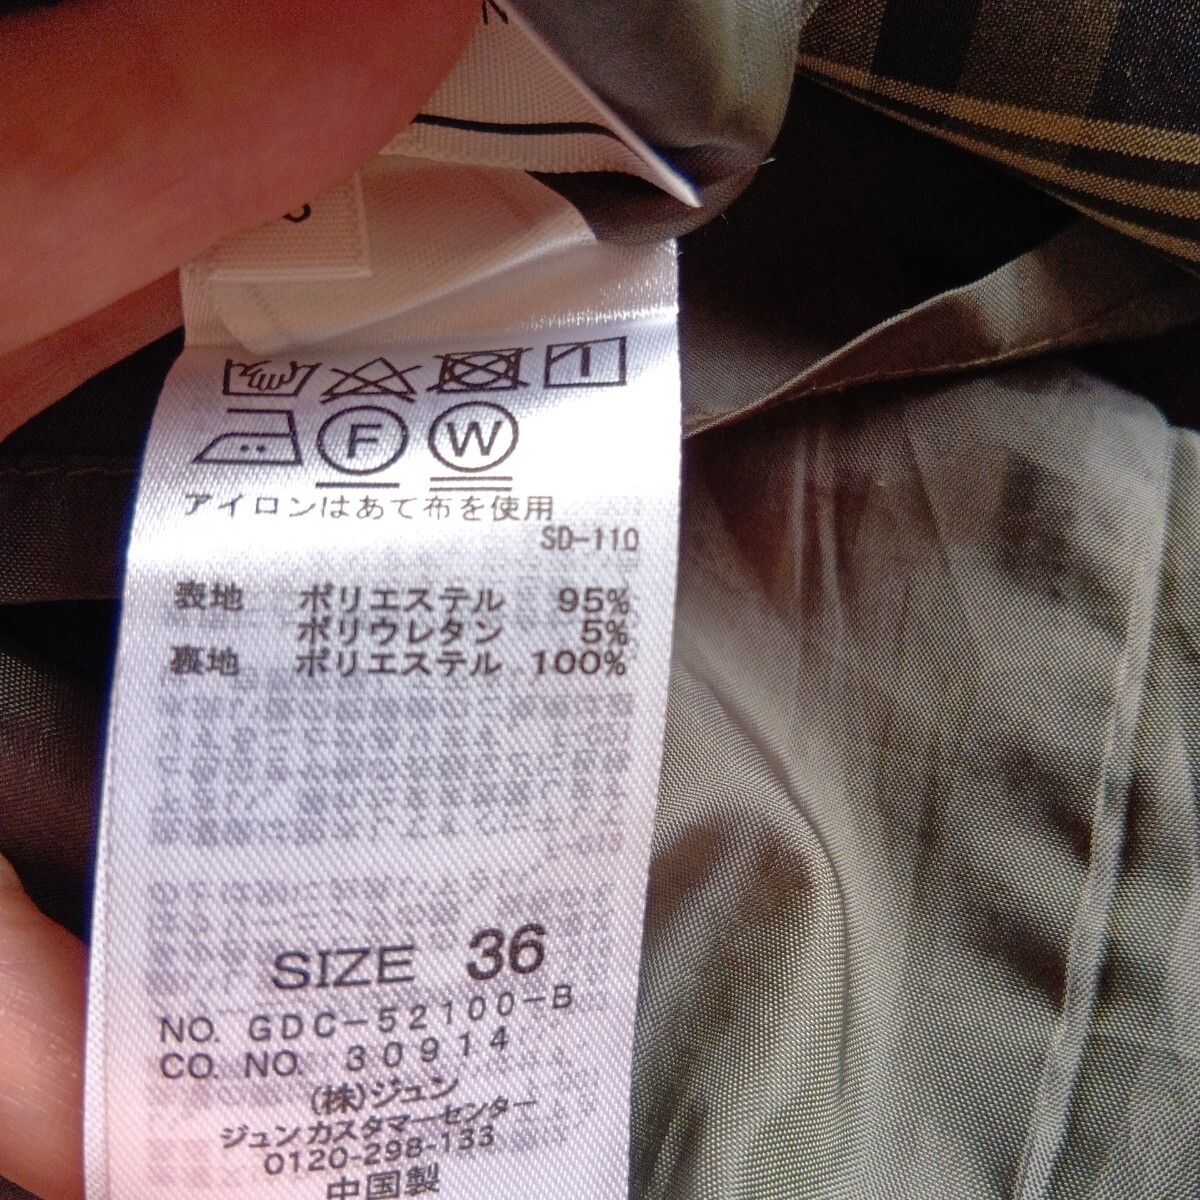 F W
アイロンはあて布を使用
SD-110
表地 ポリエステル 95%
ポリウレタン 5%
裏地 ポリエステル 100%
SIZE 36
NO. GDC-52100-B
CO. NO. 30914
(株)ジュン
ジュンカスタマーセンター
0120-298-133
中国製